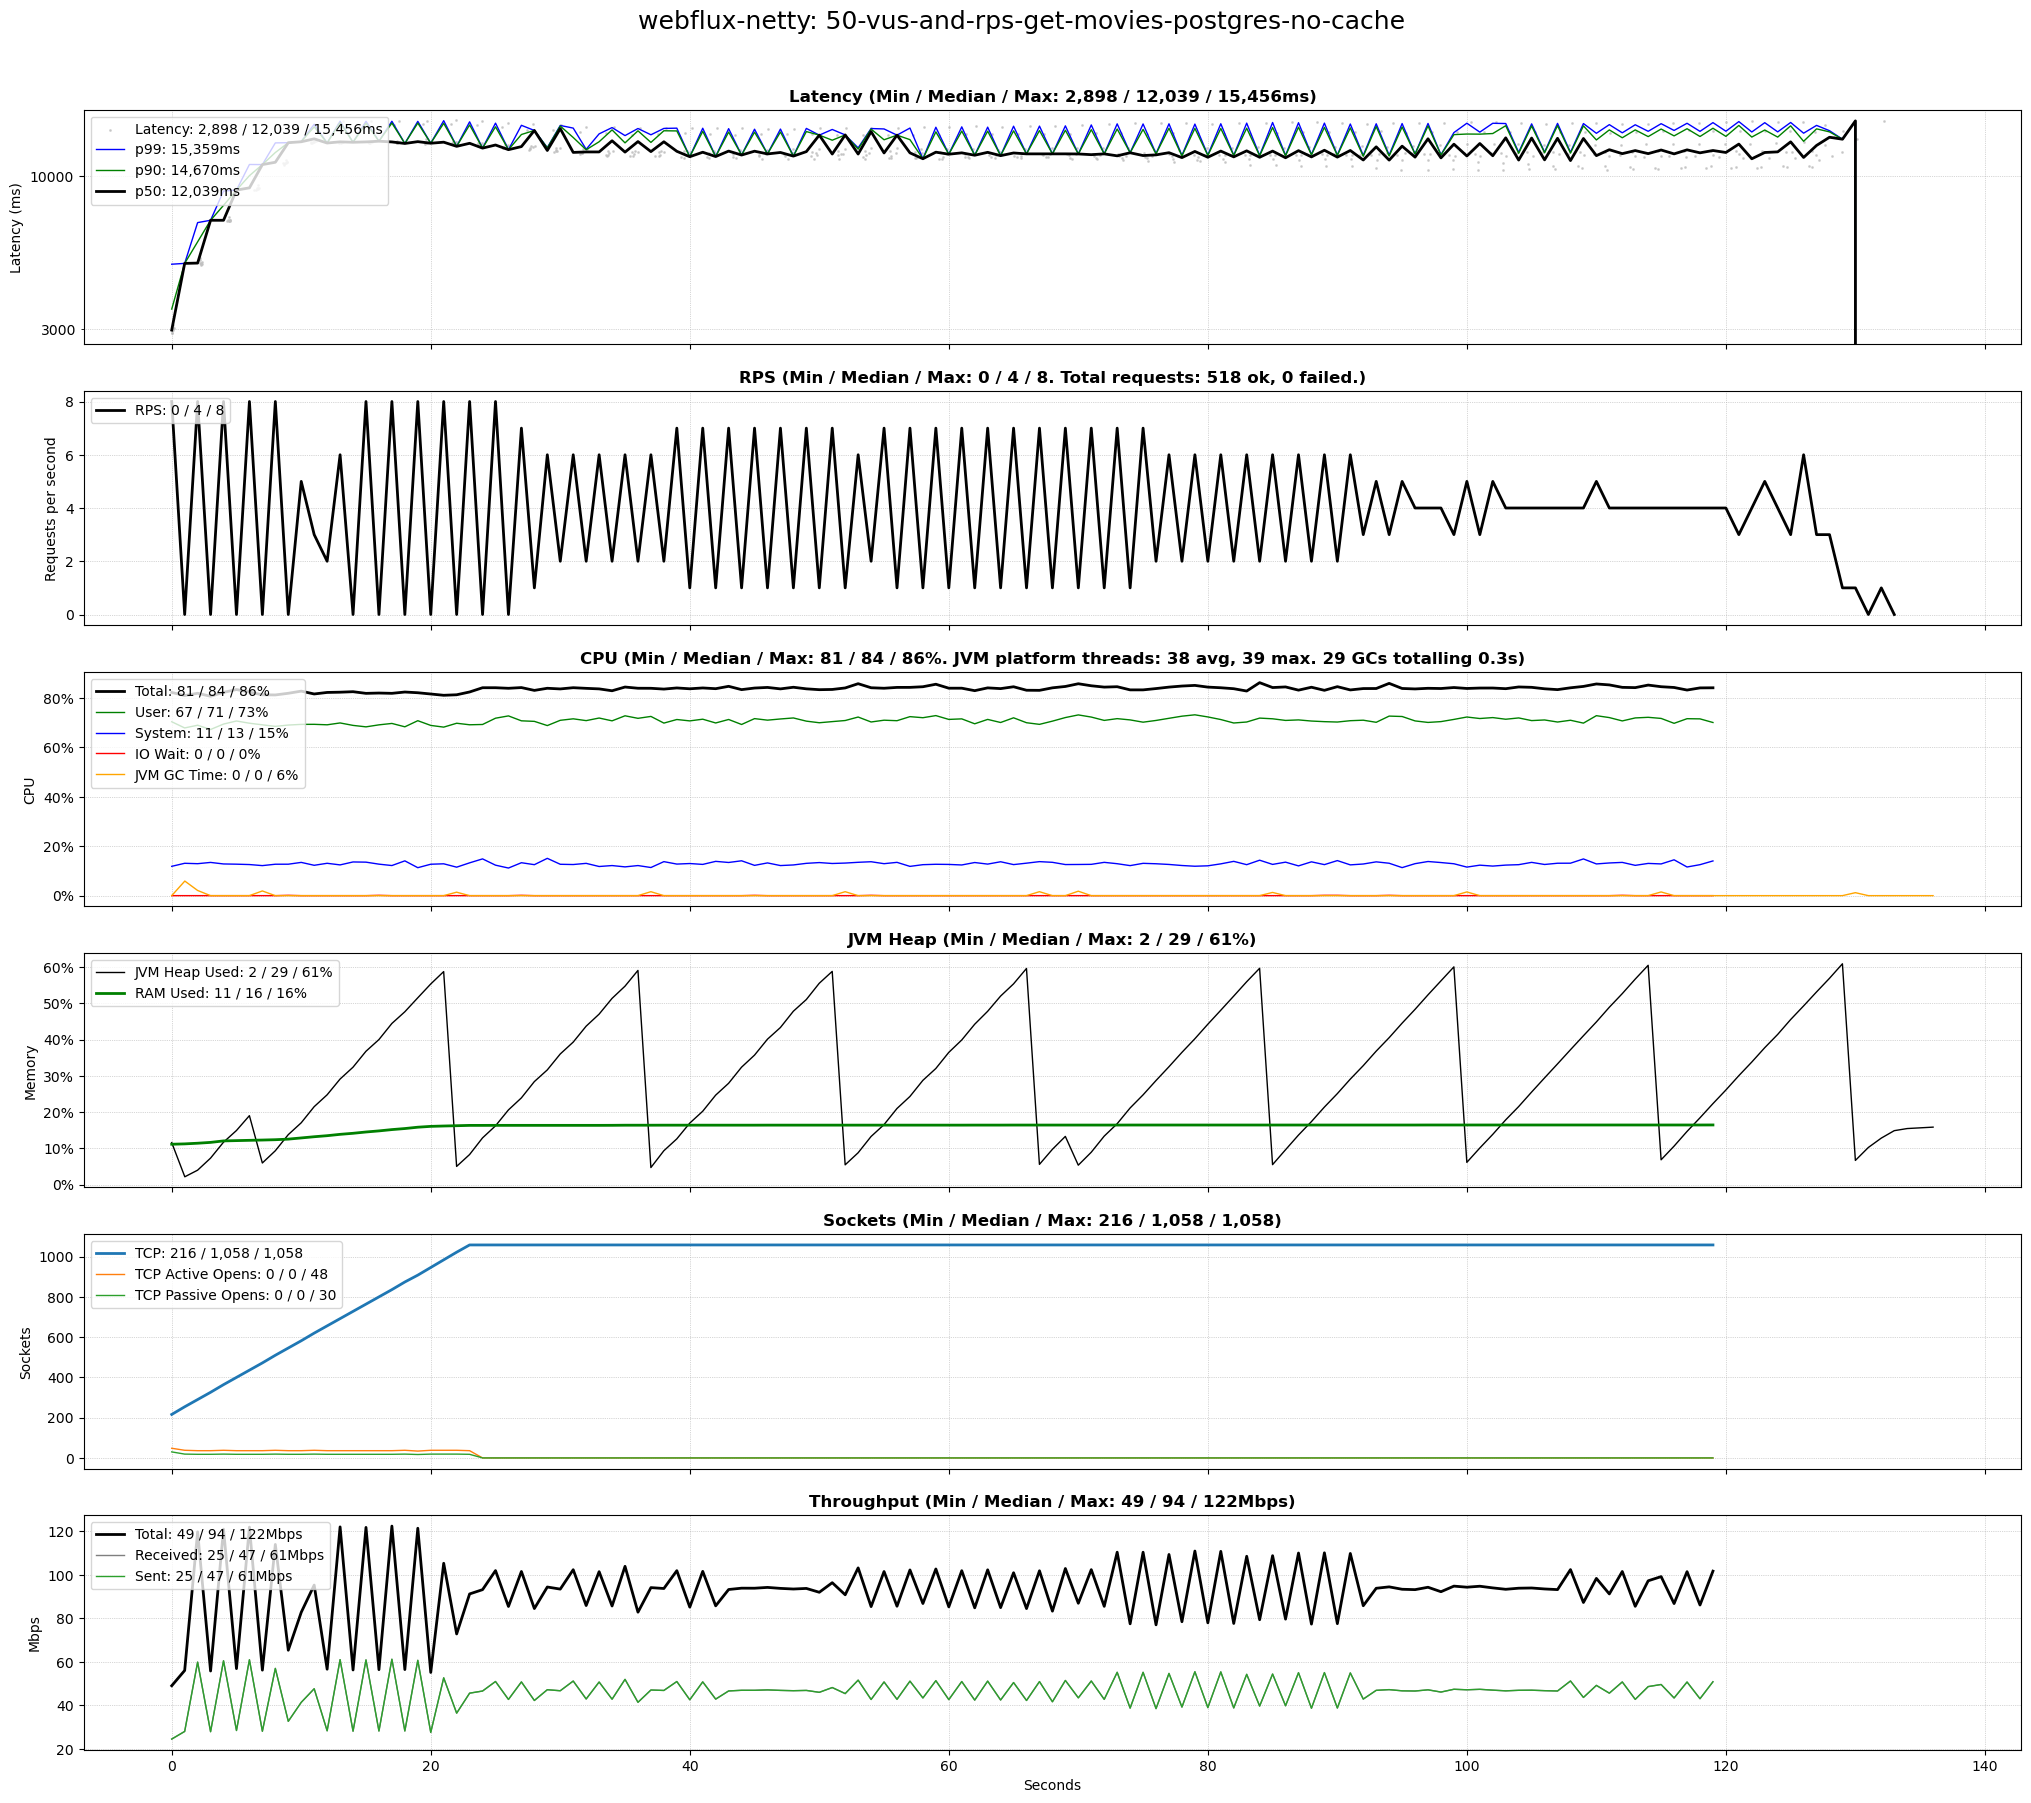 webflux-netty: 50-vus-and-rps-get-movies-postgres-no-cache
Latency (Min / Median / Max: 2,898 / 12,039 / 15,456ms)
Latency: 2,898 / 12,039 / 15,456ms
p99: 15,359ms
p90: 14,670ms
p50: 12,039ms
Latency (ms)
10000
3000
RPS (Min / Median / Max: 0 / 4 / 8. Total requests: 518 ok, 0 failed.)
RPS: 0 / 4 / 8
Requests per second
8
6
4
2
0
CPU (Min / Median / Max: 81 / 84 / 86%. JVM platform threads: 38 avg, 39 max. 29 GCs totalling 0.3s)
Total: 81 / 84 / 86%
User: 67 / 71 / 73%
System: 11 / 13 / 15%
IO Wait: 0 / 0 / 0%
JVM GC Time: 0 / 0 / 6%
CPU
80%
60%
40%
20%
0%
JVM Heap (Min / Median / Max: 2 / 29 / 61%)
JVM Heap Used: 2 / 29 / 61%
RAM Used: 11 / 16 / 16%
Memory
60%
50%
40%
30%
20%
10%
0%
Sockets (Min / Median / Max: 216 / 1,058 / 1,058)
TCP: 216 / 1,058 / 1,058
TCP Active Opens: 0 / 0 / 48
TCP Passive Opens: 0 / 0 / 30
Sockets
1000
800
600
400
200
0
Throughput (Min / Median / Max: 49 / 94 / 122Mbps)
Total: 49 / 94 / 122Mbps
Received: 25 / 47 / 61Mbps
Sent: 25 / 47 / 61Mbps
Mbps
120
100
80
60
40
20
0 20 40 60 80 100 120 140
Seconds